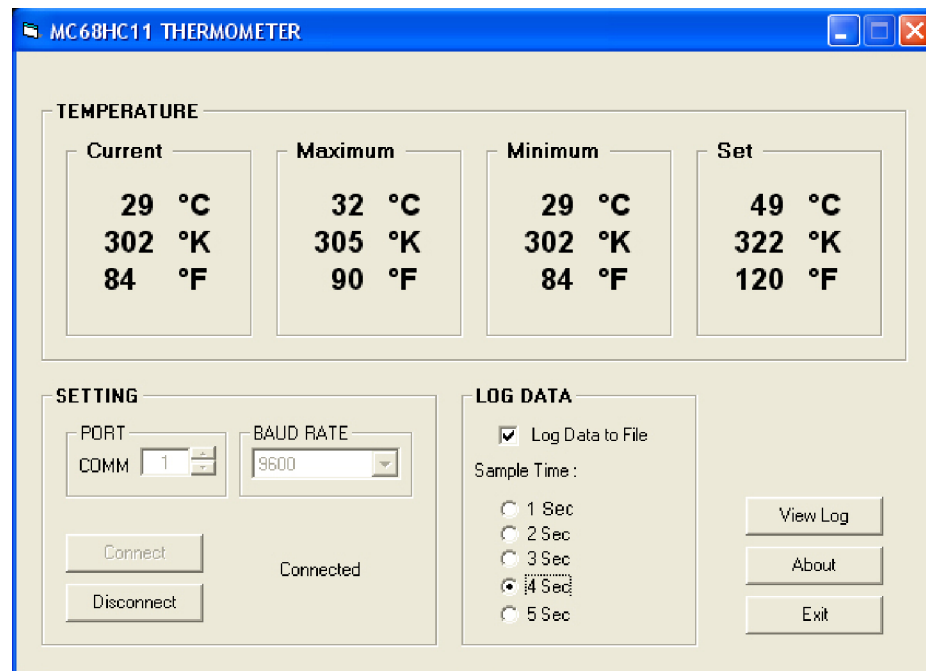 MC68HC11 THERMOMETER
TEMPERATURE
Current
29 °C
302 °K
84 °F
Maximum
32 °C
305 °K
90 °F
Minimum
29 °C
302 °K
84 °F
Set
49 °C
322 °K
120 °F
SETTING
PORT
COMM 1
BAUD RATE
9600
Connect
Connected
Disconnect
LOG DATA
Log Data to File
Sample Time :
1 Sec
2 Sec
3 Sec
4 Sec
5 Sec
View Log
About
Exit